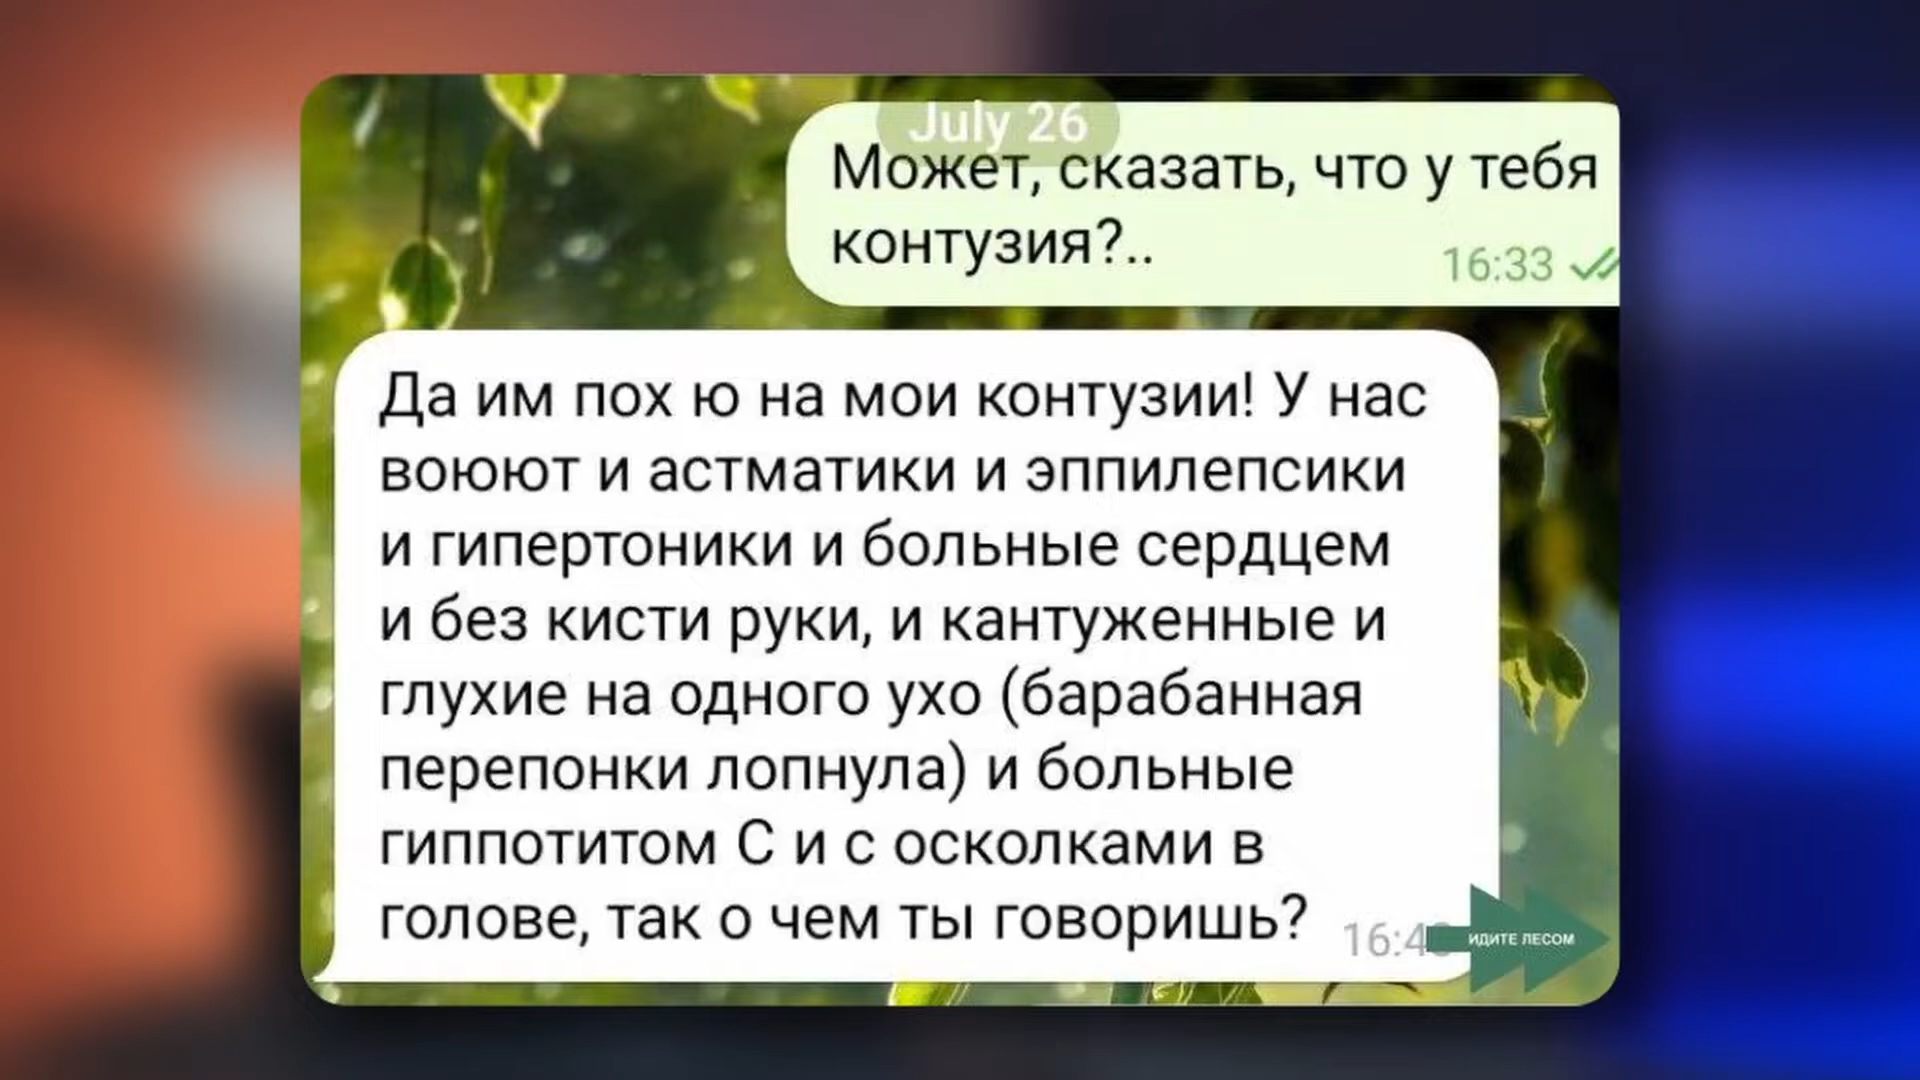 July 26
Может, сказать, что у тебя
контузия?..
16:33
Да им пох ю на мои контузии! У нас
воюют и астматики и эппилепсики
и гипертоники и больные сердцем
и без кисти руки, и кантуженные и
глухие на одного ухо (барабанная
перепонки лопнула) и больные
гиппотитом С и с осколками в
голове, так о чем ты говоришь?
ИДИТЕ ЛЕСОМ